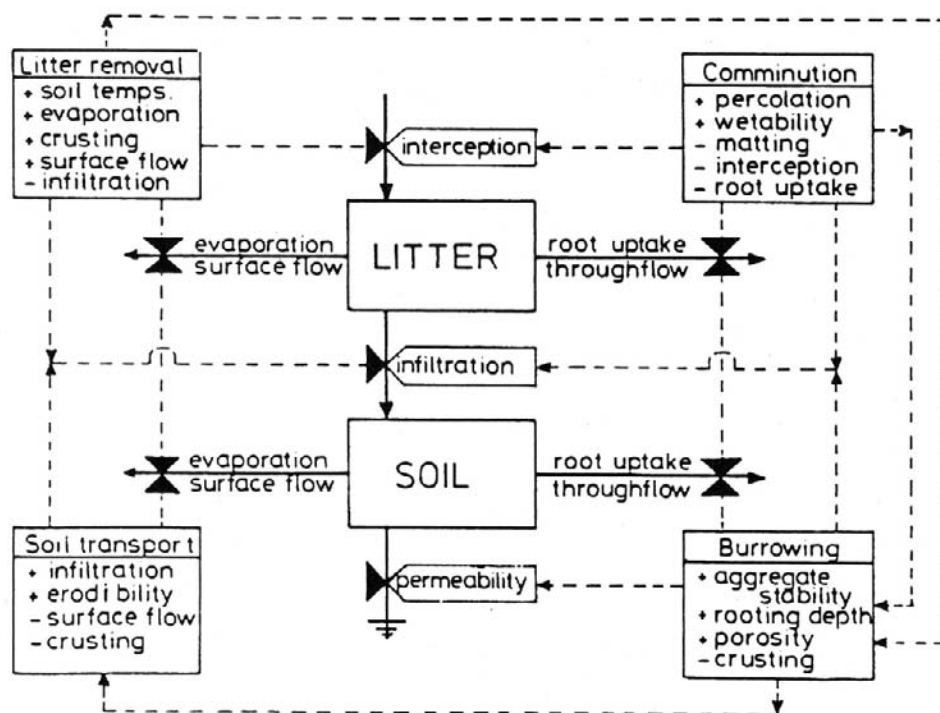 Litter removal
+ soil temps.
+ evaporation
+ crusting
+ surface flow
- infiltration
Comminution
+ percolation
+ wetability
- matting
- interception
- root uptake
interception
evaporation
surface flow
LITTER
root uptake
throughflow
infiltration
evaporation
surface flow
SOIL
root uptake
throughflow
Soil transport
+ infiltration
+ erodibility
- surface flow
- crusting
permeability
Burrowing
+ aggregate
stability
+ rooting depth
+ porosity
- crusting